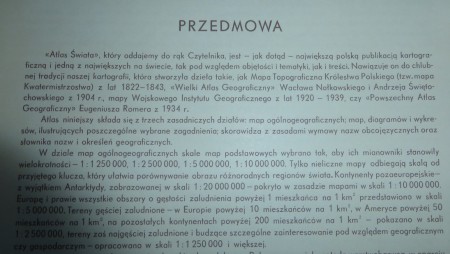 PRZEDMOWA
«Atlas Świata», który oddajemy do rąk Czytelnika, jest – jak dotąd – największą polską publikacją kartogra-
ficzną i jedną z największych na świecie, tak pod względem objętości i tematyki, jak i treści. Nawiązuje on do chlub-
nej tradycji naszej kartografii, która stworzyła dzieła takie, jak Mapa Topograficzna Królestwa Polskiego (tzw. mapa
Kwatermistrzostwa) z lat 1822–1843, «Wielki Atlas Geograficzny» Wacława Nałkowskiego i Andrzeja Święto-
chowskiego z 1904 r., mapy Wojskowego Instytutu Geograficznego z lat 1920 – 1939, czy «Powszechny Atlas
Geograficzny» Eugeniusza Romera z 1934 r.
Atlas niniejszy składa się z trzech zasadniczych działów: map ogólnogeograficznych; map, diagramów i wykre-
sów, ilustrujących poszczególne wybrane zagadnienia; skorowidza z zasadami wymowy nazw obcojęzycznych oraz
słownika nazw i określeń geograficznych.
W dziale map ogólnogeograficznych skale map podstawowych wybrano tak, aby ich mianowniki stanowiły
wielokrotności – 1 : 1 250 000, 1 : 2 500 000, 1 : 5 000 000, 1 : 10 000 000. Tylko nieliczne mapy odbiegają skalą od
przyjętego klucza, który ułatwia porównywanie obrazu różnorodnych regionów świata. Kontynenty pozaeuropejskie –
z wyjątkiem Antarktydy, zobrazowanej w skali 1 : 20 000 000 – pokryto w zasadzie mapami w skali 1 : 10 000 000.
Europę i prawie wszystkie obszary o gęstości zaludnienia powyżej 1 mieszkańca na 1 km² przedstawiono w skali
1 : 5 000 000. Tereny gęściej zaludnione – w Europie powyżej 10 mieszkańców na 1 km², w Ameryce powyżej 50
mieszkańców na 1 km², na pozostałych kontynentach powyżej 200 mieszkańców na 1 km² – pokazano w skali
1 : 2 500 000, tereny zaś najgęściej zaludnione i budzące szczególne zainteresowanie pod względem geograficznym
czy gospodarczym – opracowano w skali 1 : 1 250 000 i większej.